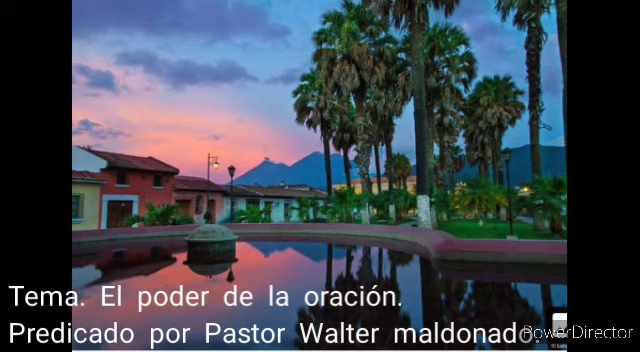 Tema. El poder de la oración.
Predicado por Pastor Walter maldonado.
PowerDirector